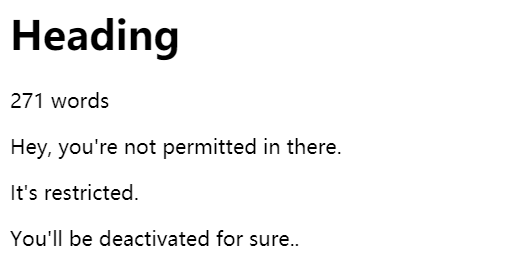 Heading
271 words
Hey, you're not permitted in there.
It's restricted.
You'll be deactivated for sure..